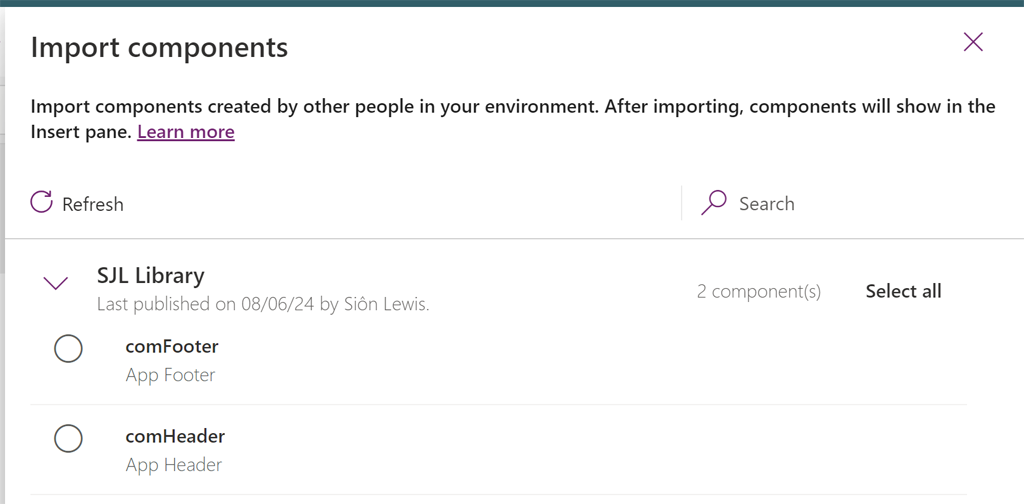 Import components
Import components created by other people in your environment. After importing, components will show in the
Insert pane. Learn more
Refresh
Search
SJL Library
Last published on 08/06/24 by Siôn Lewis.
2 component(s)
Select all
comFooter
App Footer
comHeader
App Header